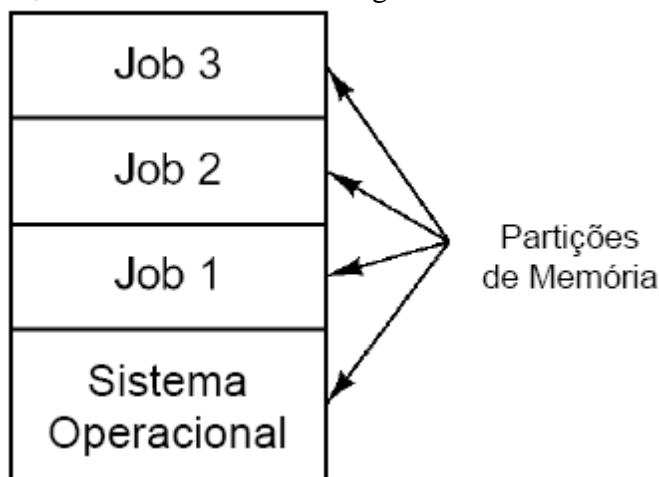 Job 3
Job 2
Job 1
Sistema
Operacional
Partições
de Memória